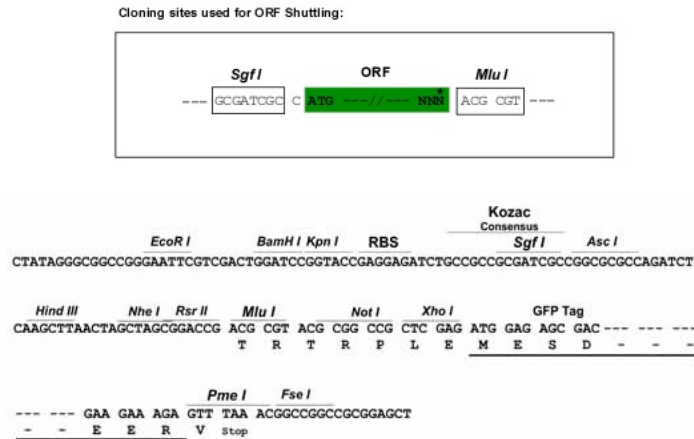 Cloning sites used for ORF Shuttling:
Sgf I ORF Mlu I
--- GCGATCGC C ATG ---//--- NNN* ACG CGT ---
Kozac
Consensus
EcoR I BamH I Kpn I RBS Sgf I Asc I
CTATAGGGCGGCCGGGAATTCGTCGACTGGATCCGGTACCGAGGAGATCTGCCGCCGCGATCGCCGGCGCGCCAGATCT
Hind III Nhe I Rsr II Mlu I Not I Xho I GFP Tag
CAAGCTTAACTAGCTAGCGGACCG ACG CGT ACG CGG CCG CTC GAG ATG GAG AGC GAC --- --- ---
T R T R P L E M E S D - - -
Pme I Fse I
--- --- GAA GAA AGA GTT TAA ACGGCCGGCCGCGGAGCT
- - E E R V Stop